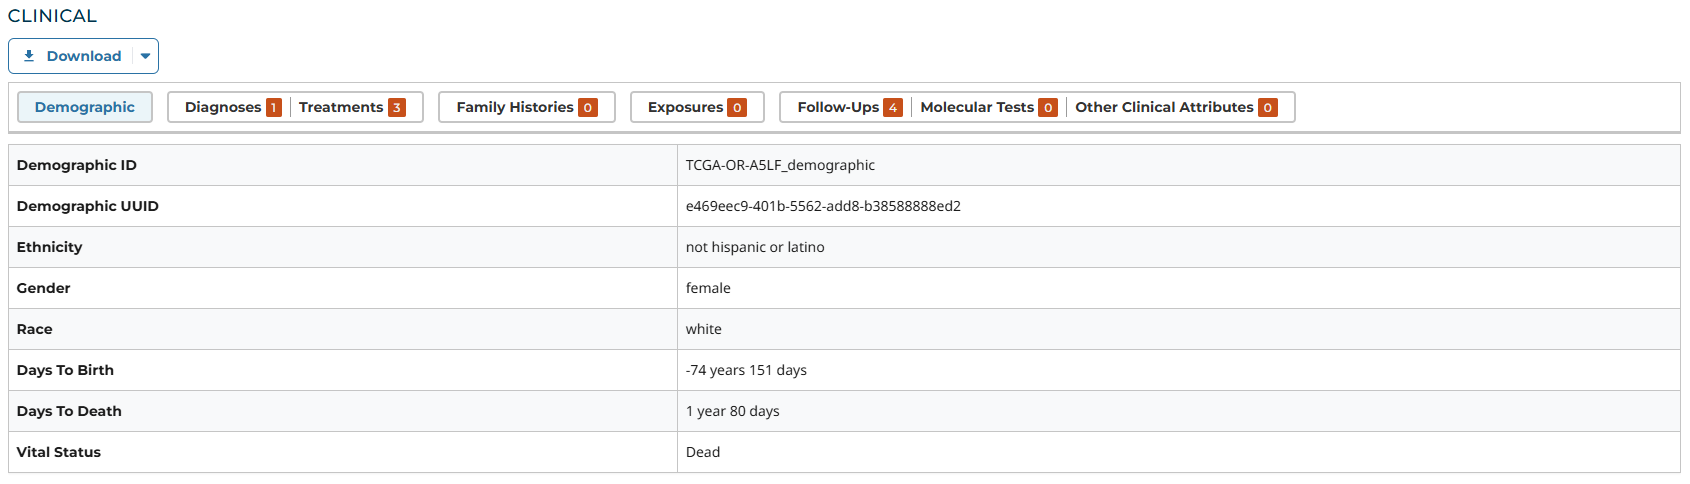 CLINICAL
Download
Demographic Diagnoses 1 Treatments 3 Family Histories 0 Exposures 0 Follow-Ups 4 Molecular Tests 0 Other Clinical Attributes 0
Demographic ID TCGA-OR-A5LF_demographic
Demographic UUID e469eec9-401b-5562-add8-b38588888ed2
Ethnicity not hispanic or latino
Gender female
Race white
Days To Birth -74 years 151 days
Days To Death 1 year 80 days
Vital Status Dead